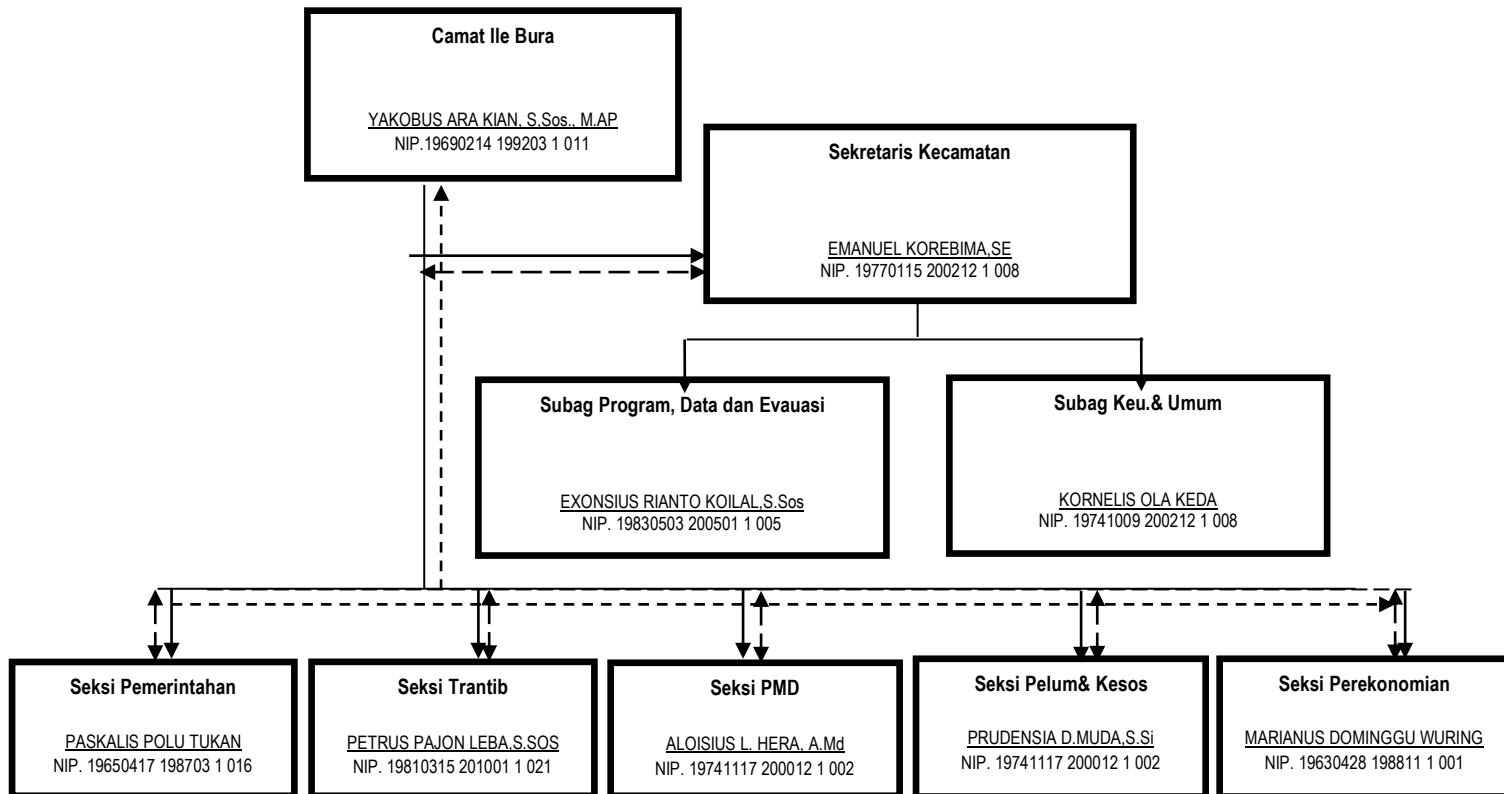 Camat Ile Bura
YAKOBUS ARA KIAN, S,Sos., M.AP
NIP.19690214 199203 1 011
Sekretaris Kecamatan
EMANUEL KOREBIMA,SE
NIP. 19770115 200212 1 008
Subag Program, Data dan Evauasi
EXONSIUS RIANTO KOILAL,S.Sos
NIP. 19830503 200501 1 005
Subag Keu.& Umum
KORNELIS OLA KEDA
NIP. 19741009 200212 1 008
Seksi Pemerintahan
PASKALIS POLU TUKAN
NIP. 19650417 198703 1 016
Seksi Trantib
PETRUS PAJON LEBA,S.SOS
NIP. 19810315 201001 1 021
Seksi PMD
ALOISIUS L. HERA, A.Md
NIP. 19741117 200012 1 002
Seksi Pelum& Kesos
PRUDENSIA D.MUDA,S.Si
NIP. 19741117 200012 1 002
Seksi Perekonomian
MARIANUS DOMINGGU WURING
NIP. 19630428 198811 1 001